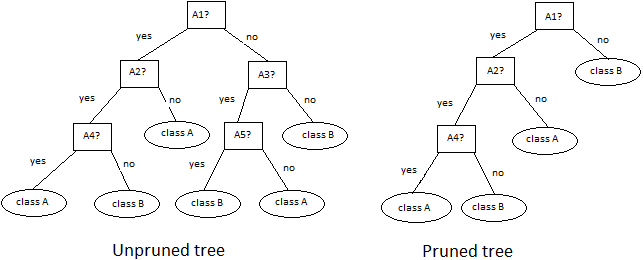 A1?
yes
no
A2?
A3?
yes
no
yes
no
A4?
class A
A5?
class B
yes
no
yes
no
class A
class B
class B
class A
Unpruned tree
A1?
yes
no
A2?
class B
yes
no
A4?
class A
yes
no
class A
class B
Pruned tree